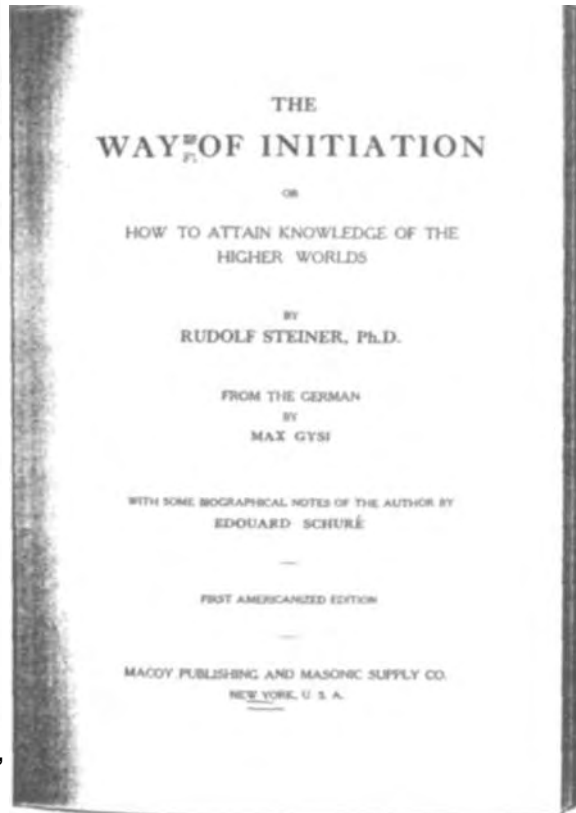 THE
WAY OF INITIATION
OR
HOW TO ATTAIN KNOWLEDGE OF THE
HIGHER WORLDS
BY
RUDOLF STEINER, Ph.D.
FROM THE GERMAN
BY
MAX GYSI
WITH SOME BIOGRAPHICAL NOTES OF THE AUTHOR BY
EDOUARD SCHURÉ
FIRST AMERICANIZED EDITION
MACOY PUBLISHING AND MASONIC SUPPLY CO.
NEW YORK, U. S. A.